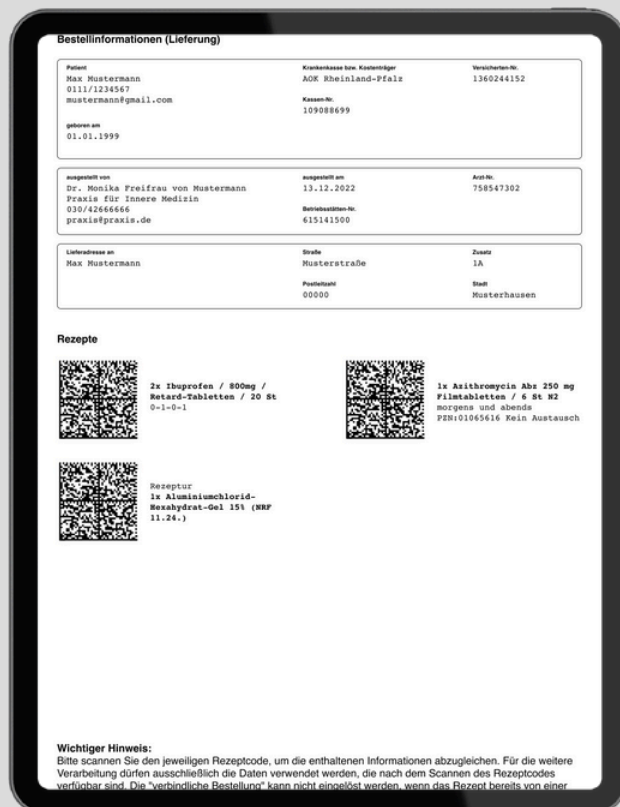 Bestellinformationen (Lieferung)
Patient
Max Mustermann
0111/1234567
mustermann@gmail.com
geboren am
01.01.1999
Krankenkasse bzw. Kostenträger
AOK Rheinland-Pfalz
Kassen-Nr.
109088699
Versicherten-Nr.
1360244152
ausgestellt von
Dr. Monika Freifrau von Mustermann
Praxis für Innere Medizin
030/42666666
praxis@praxis.de
ausgestellt am
13.12.2022
Betriebsstätten-Nr.
615141500
Arzt-Nr.
758547302
Lieferadresse an
Max Mustermann
Straße
Musterstraße
Postleitzahl
00000
Zusatz
1A
Stadt
Musterhausen
Rezepte
2x Ibuprofen / 800mg /
Retard-Tabletten / 20 St
0-1-0-1
1x Azithromycin Abz 250 mg
Filmtabletten / 6 St N2
morgens und abends
PZN:01065616 Kein Austausch
Rezeptur
1x Aluminiumchlorid-
Hexahydrat-Gel 15% (NRF
11.24.)
Wichtiger Hinweis:
Bitte scannen Sie den jeweiligen Rezeptcode, um die enthaltenen Informationen abzugleichen. Für die weitere
Verarbeitung dürfen ausschließlich die Daten verwendet werden, die nach dem Scannen des Rezeptcodes
verfügbar sind. Die "verbindliche Bestellung" kann nicht eingelöst werden, wenn das Rezept bereits von einer